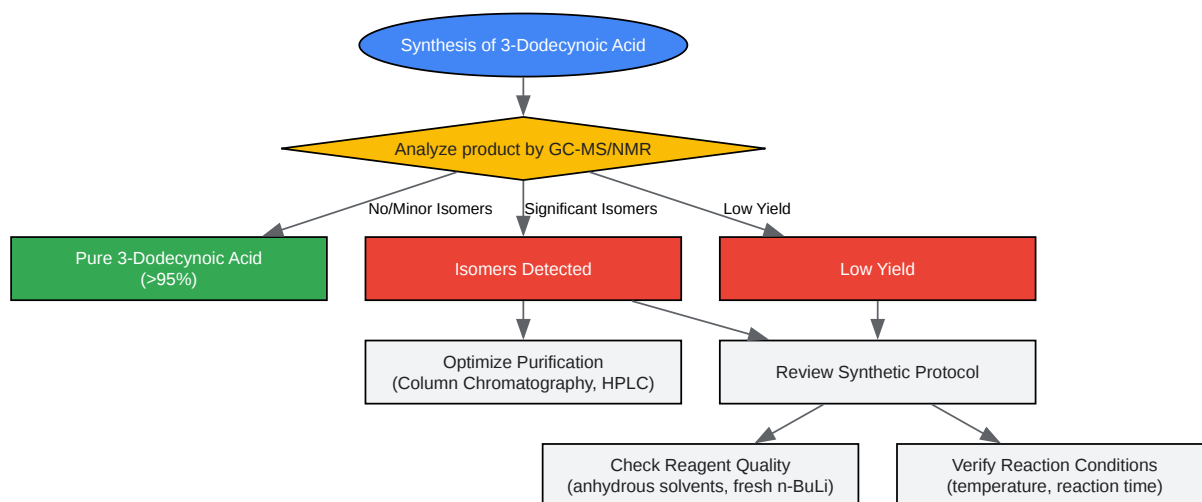 Synthesis of 3-Dodecynoic Acid
Analyze product by GC-MS/NMR
No/Minor Isomers
Significant Isomers
Low Yield
Pure 3-Dodecynoic Acid
(>95%)
Isomers Detected
Low Yield
Optimize Purification
(Column Chromatography, HPLC)
Review Synthetic Protocol
Check Reagent Quality
(anhydrous solvents, fresh n-BuLi)
Verify Reaction Conditions
(temperature, reaction time)